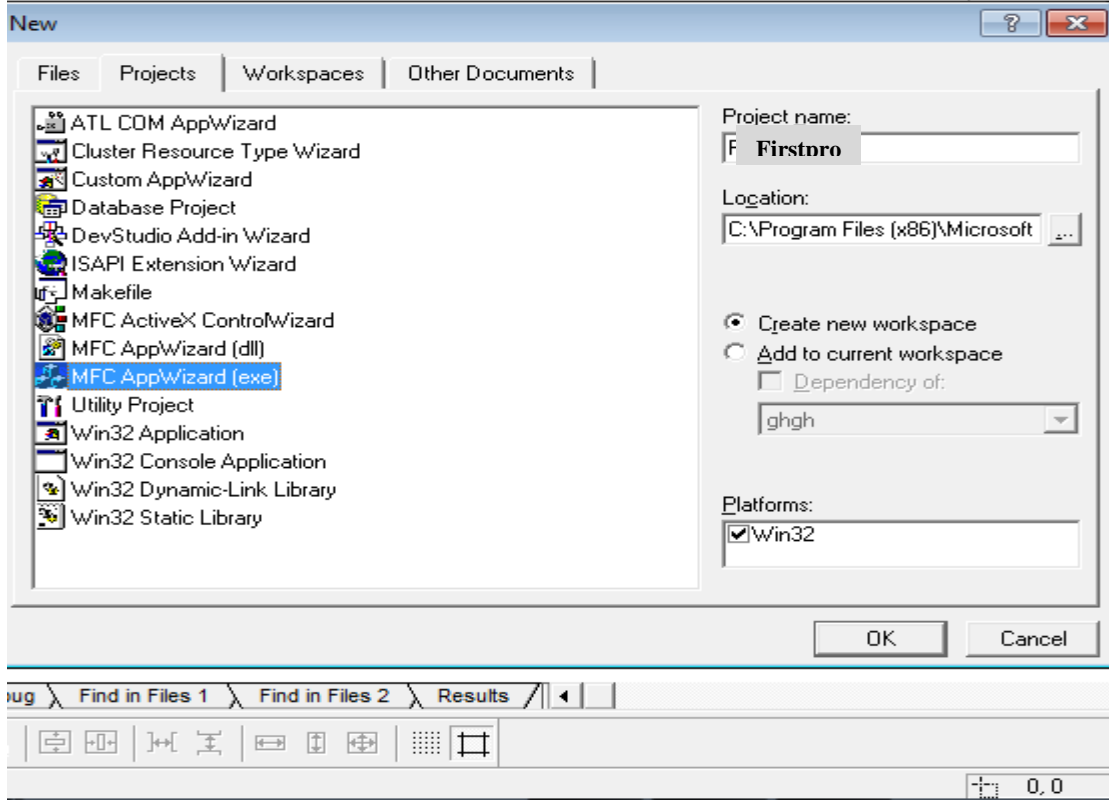 New
Files Projects Workspaces Other Documents
ATL COM AppWizard
Cluster Resource Type Wizard
Custom AppWizard
Database Project
DevStudio Add-in Wizard
ISAPI Extension Wizard
Makefile
MFC ActiveX ControlWizard
MFC AppWizard (dll)
MFC AppWizard (exe)
Utility Project
Win32 Application
Win32 Console Application
Win32 Dynamic-Link Library
Win32 Static Library
Project name:
Firstpro
Location:
C:\Program Files (x86)\Microsoft ...
Create new workspace
Add to current workspace
Dependency of:
ghgh
Platforms:
Win32
OK Cancel
Find in Files 1 Find in Files 2 Results
0, 0